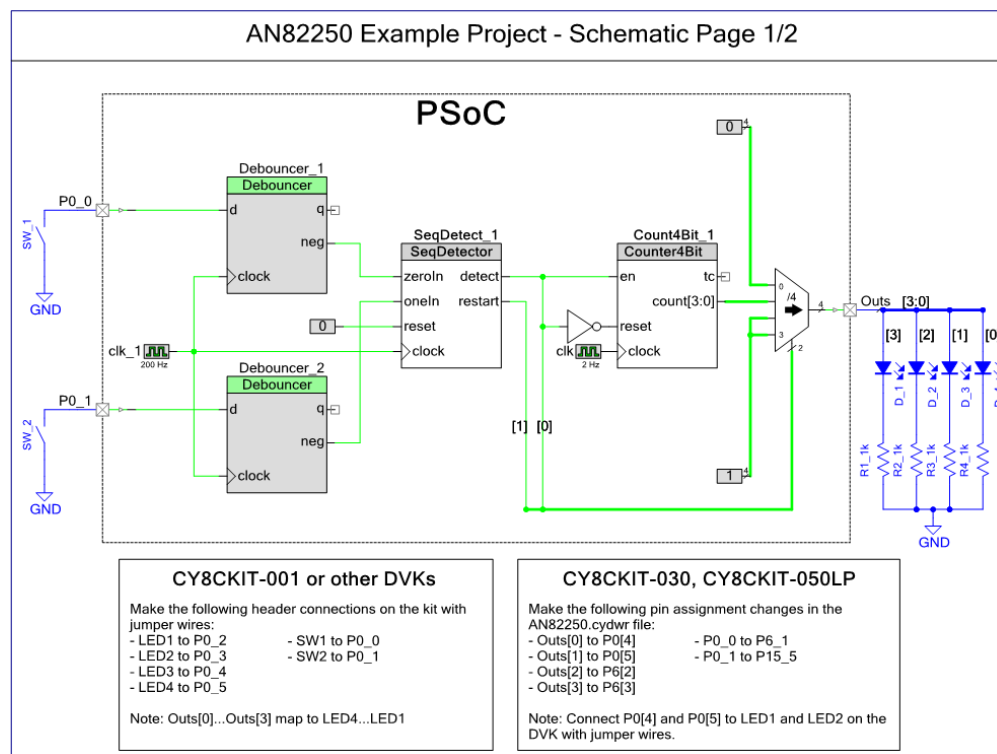 AN82250 Example Project - Schematic Page 1/2
PSoC
4
0
Debouncer_1
Debouncer
P0_0
d
q
neg
clock
SW_1
GND
SeqDetect_1
SeqDetector
zeroIn
detect
oneIn
restart
reset
clock
0
Count4Bit_1
Counter4Bit
en
tc
count[3:0]
reset
clock
clk
2 Hz
0
/4
3
2
4
Outs [3:0]
[3]
[2]
[1]
[0
D_1
D_2
D_3
R1_1k
R2_1k
R3_1k
R4_1k
GND
clk_1
200 Hz
Debouncer_2
Debouncer
P0_1
d
q
neg
clock
SW_2
GND
[1]
[0]
4
1
CY8CKIT-001 or other DVKs
Make the following header connections on the kit with
jumper wires:
- LED1 to P0_2 - SW1 to P0_0
- LED2 to P0_3 - SW2 to P0_1
- LED3 to P0_4
- LED4 to P0_5
Note: Outs[0]...Outs[3] map to LED4...LED1
CY8CKIT-030, CY8CKIT-050LP
Make the following pin assignment changes in the
AN82250.cydwr file:
- Outs[0] to P0[4] - P0_0 to P6_1
- Outs[1] to P0[5] - P0_1 to P15_5
- Outs[2] to P6[2]
- Outs[3] to P6[3]
Note: Connect P0[4] and P0[5] to LED1 and LED2 on the
DVK with jumper wires.